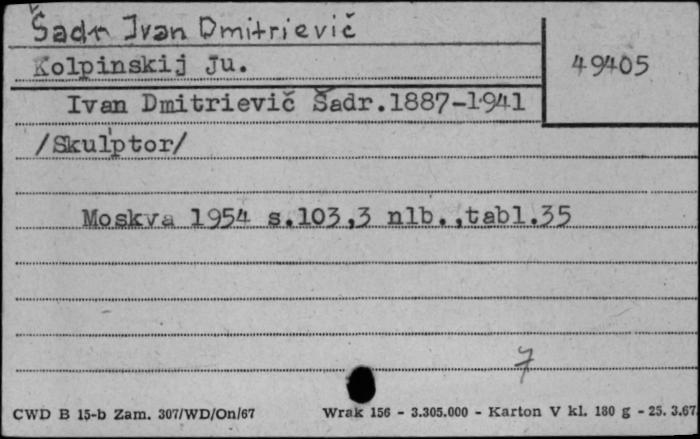 Šadr Ivan Dmitrievič
Kolpinskij Ju.
49405
Ivan Dmitrievič Šadr.1887-1941
/Skulptor/
Moskva 1954 s.103,3 nlb.,tabl.35
7
CWD B 15-b Zam. 307/WD/On/67 Wrak 156 - 3.305.000 - Karton V kl. 180 g - 25. 3.67